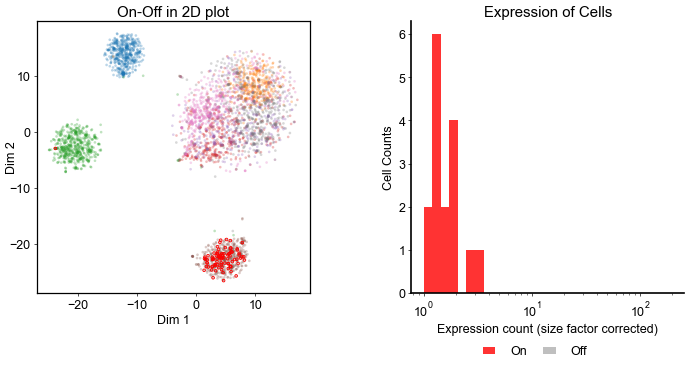 On-Off in 2D plot
Dim 2
10
0
−10
−20
−20
−10
0
10
Dim 1
Expression of Cells
Cell Counts
6
5
4
3
2
1
0
10⁰
10¹
10²
Expression count (size factor corrected)
On
Off